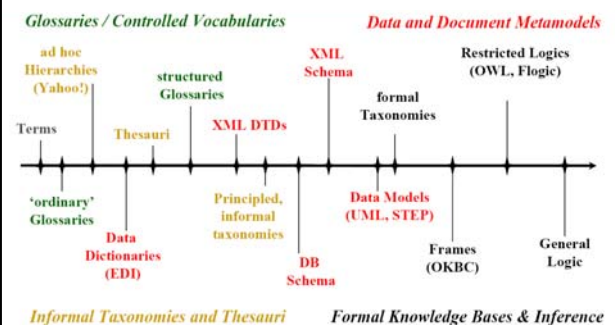 Glossaries / Controlled Vocabularies
Data and Document Metamodels
ad hoc
Hierarchies
(Yahoo!)
structured
Glossaries
XML
Schema
Restricted Logics
(OWL, Flogic)
Terms
Thesauri
XML DTDs
formal
Taxonomies
'ordinary'
Glossaries
Data
Dictionaries
(EDI)
Principled,
informal
taxonomies
DB
Schema
Data Models
(UML, STEP)
Frames
(OKBC)
General
Logic
Informal Taxonomies and Thesauri
Formal Knowledge Bases & Inference